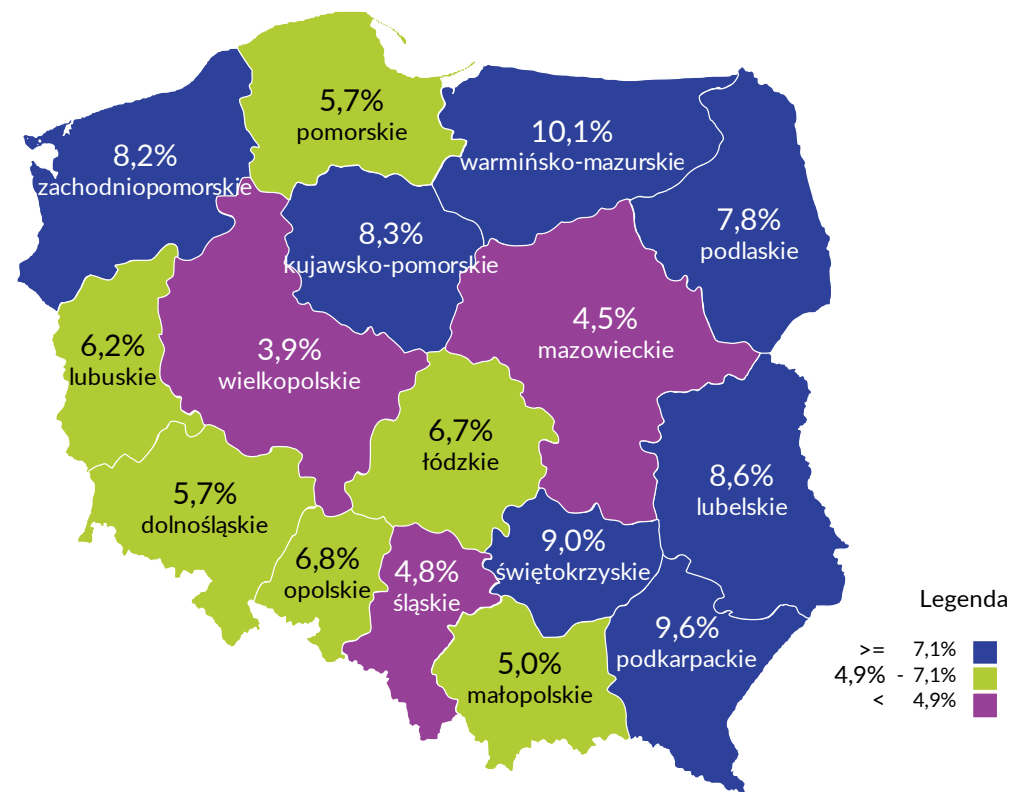 5,7%
pomorskie
10,1%
warmińsko-mazurskie
8,2%
zachodniopomorskie
7,8%
podlaskie
8,3%
kujawsko-pomorskie
4,5%
mazowieckie
6,2%
lubuskie
3,9%
wielkopolskie
6,7%
łódzkie
8,6%
lubelskie
5,7%
dolnośląskie
9,0%
świętokrzyskie
6,8%
opolskie
4,8%
śląskie
9,6%
podkarpackie
5,0%
małopolskie
Legenda
>= 7,1%
4,9% - 7,1%
< 4,9%